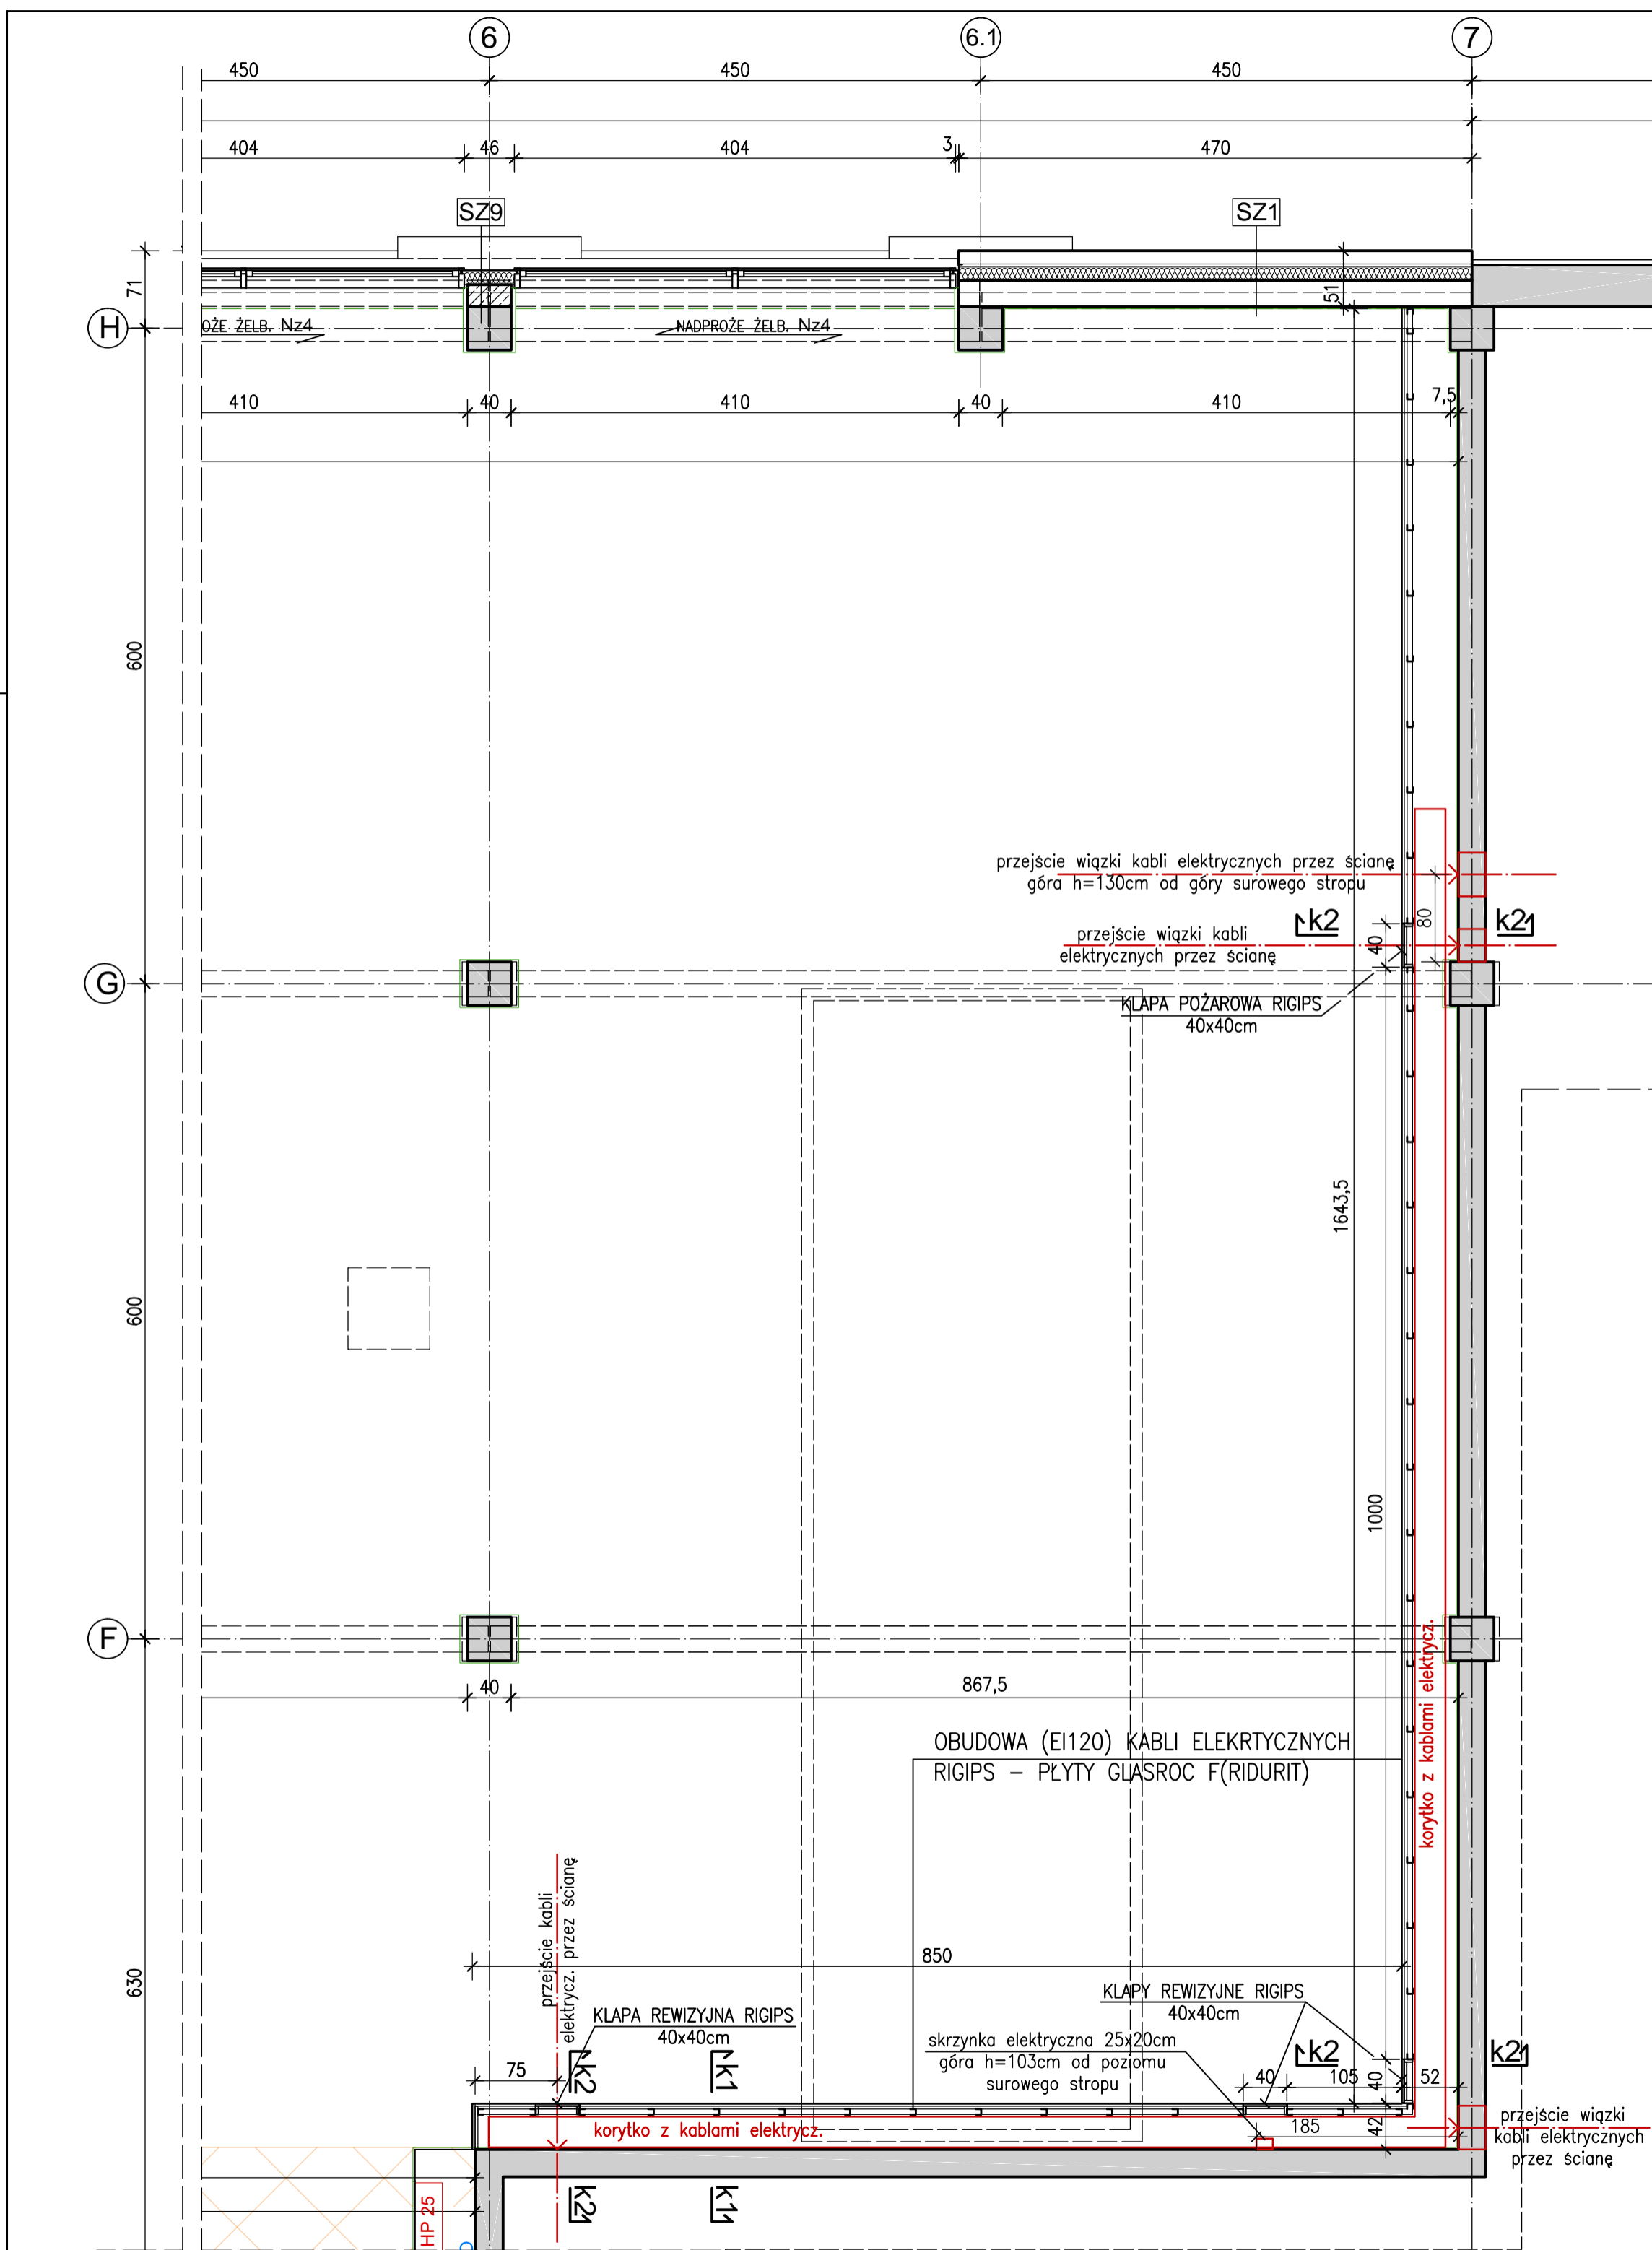 6
6.1
7
450
450
450
404
46
404
3
470
SZ9
SZ1
71
51
H
OŻE ŻELB. Nz4
NADPROŻE ŻELB. Nz4
410
40
410
40
410
7,5
600
przejście wiązki kabli elektrycznych przez ścianę
góra h=130cm od góry surowego stropu
k2
80
k2
przejście wiązki kabli
elektrycznych przez ścianę
40
G
KLAPA POŻAROWA RIGIPS
40x40cm
1643,5
600
1000
F
korytko z kablami elektrycz.
40
867,5
OBUDOWA (EI120) KABLI ELEKRTYCZNYCH
RIGIPS – PŁYTY GLASROC F(RIDURIT)
przejście kabli
elektrycz. przez ścianę
850
630
KLAPY REWIZYJNE RIGIPS
40x40cm
KLAPA REWIZYJNA RIGIPS
40x40cm
skrzynka elektryczna 25x20cm
góra h=103cm od poziomu
surowego stropu
k2
k2
75
k2
k1
40
105
40
52
korytko z kablami elektrycz.
185
42
przejście wiązki
kabli elektrycznych
przez ścianę
k2
k1
HP 25